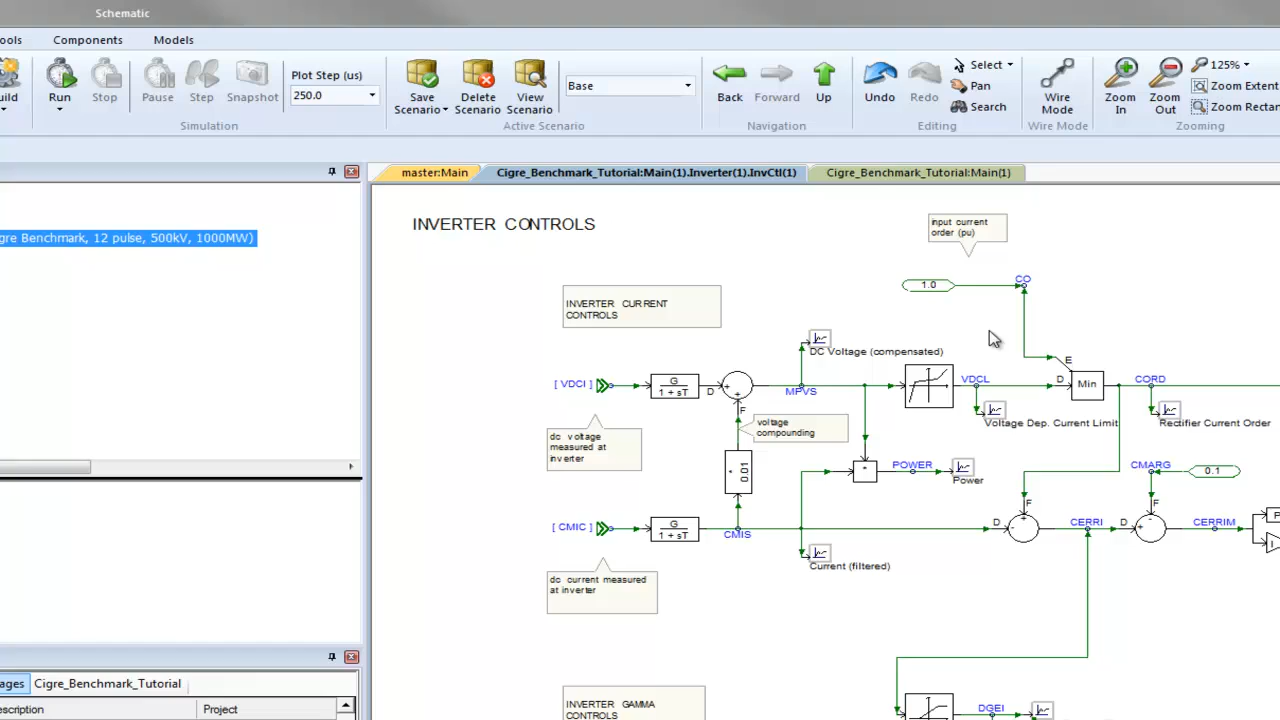 Schematic
ools
Components
Models
uild
Run
Stop
Pause
Step
Snapshot
Plot Step (us)
250.0
Simulation
Save
Scenario
Delete
Scenario
View
Scenario
Base
Active Scenario
Back
Forward
Up
Navigation
Undo
Redo
Select
Pan
Search
Editing
Wire
Mode
Wire Mode
Zoom
In
Zoom
Out
125%
Zoom Extent
Zoom Rectan
Zooming
master:Main
Cigre_Benchmark_Tutorial:Main(1).Inverter(1).InvCtl(1)
Cigre_Benchmark_Tutorial:Main(1)
gre Benchmark, 12 pulse, 500kV, 1000MW)
INVERTER CONTROLS
input current
order (pu)
1.0
CO
INVERTER CURRENT
CONTROLS
DC Voltage (compensated)
E
[ VDCI ]
G
1 + sT
D
+
+
F
MPVS
VDCL
D
Min
CORD
Voltage Dep. Current Limit
Rectifier Current Order
dc voltage
measured at
inverter
voltage
compounding
*
0.01
*
POWER
Power
CMARG
0.1
[ CMIC ]
G
1 + sT
CMIS
D
-
F
+
CERRI
D
+
F
-
CERRIM
P
I
Current (filtered)
dc current measured
at inverter
INVERTER GAMMA
CONTROLS
DGEI
ages
Cigre_Benchmark_Tutorial
escription
Project